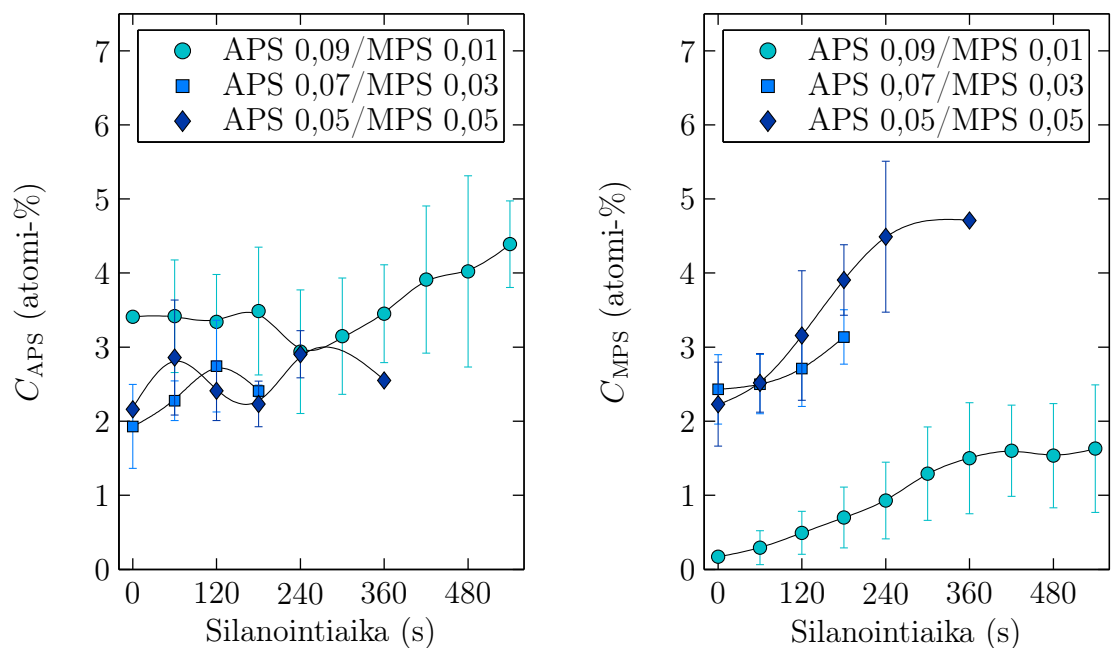 APS 0,09/MPS 0,01
APS 0,07/MPS 0,03
APS 0,05/MPS 0,05
7
6
5
4
3
2
1
0
C_APS (atomi-%)
0 120 240 360 480
Silanointiaika (s)
APS 0,09/MPS 0,01
APS 0,07/MPS 0,03
APS 0,05/MPS 0,05
7
6
5
4
3
2
1
0
C_MPS (atomi-%)
0 120 240 360 480
Silanointiaika (s)